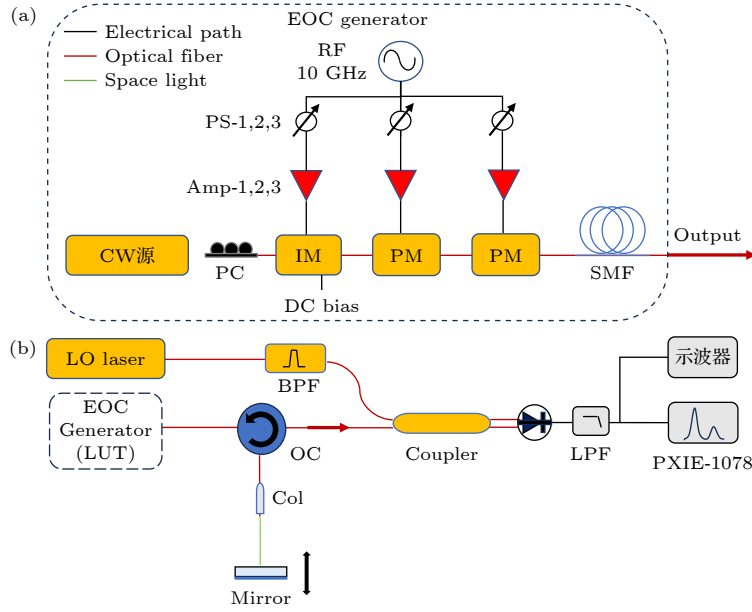 (a)
EOC generator
Electrical path
Optical fiber
Space light
RF
10 GHz
PS-1,2,3
Amp-1,2,3
CW源
PC
IM
PM
PM
SMF
Output
DC bias
(b)
LO laser
BPF
示波器
EOC
Generator
(LUT)
OC
Coupler
LPF
PXIE-1078
Col
Mirror